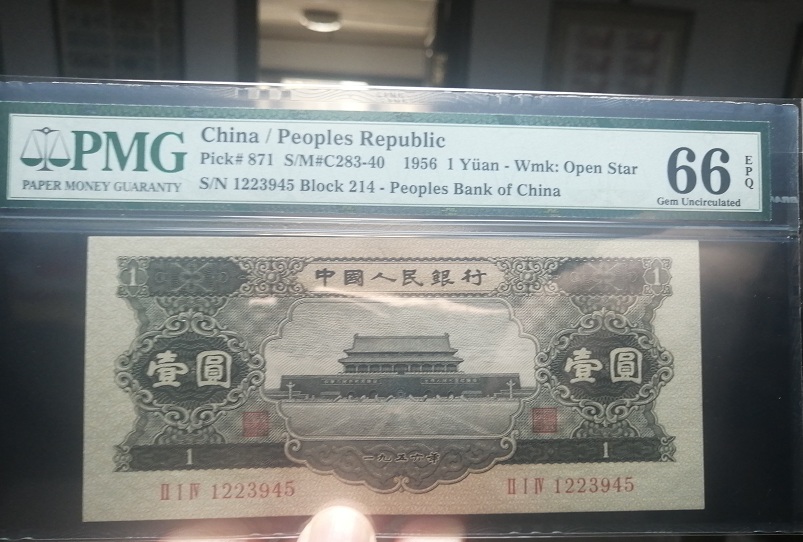 PMG
PAPER MONEY GUARANTY
China / Peoples Republic
Pick# 871 S/M#C283-40 1956 1 Yüan - Wmk: Open Star
S/N 1223945 Block 214 - Peoples Bank of China
66 EPQ
Gem Uncirculated
1 中國人民銀行 1
壹圓 壹圓
一九五六年
1 1
II I IV 1223945 II I IV 1223945